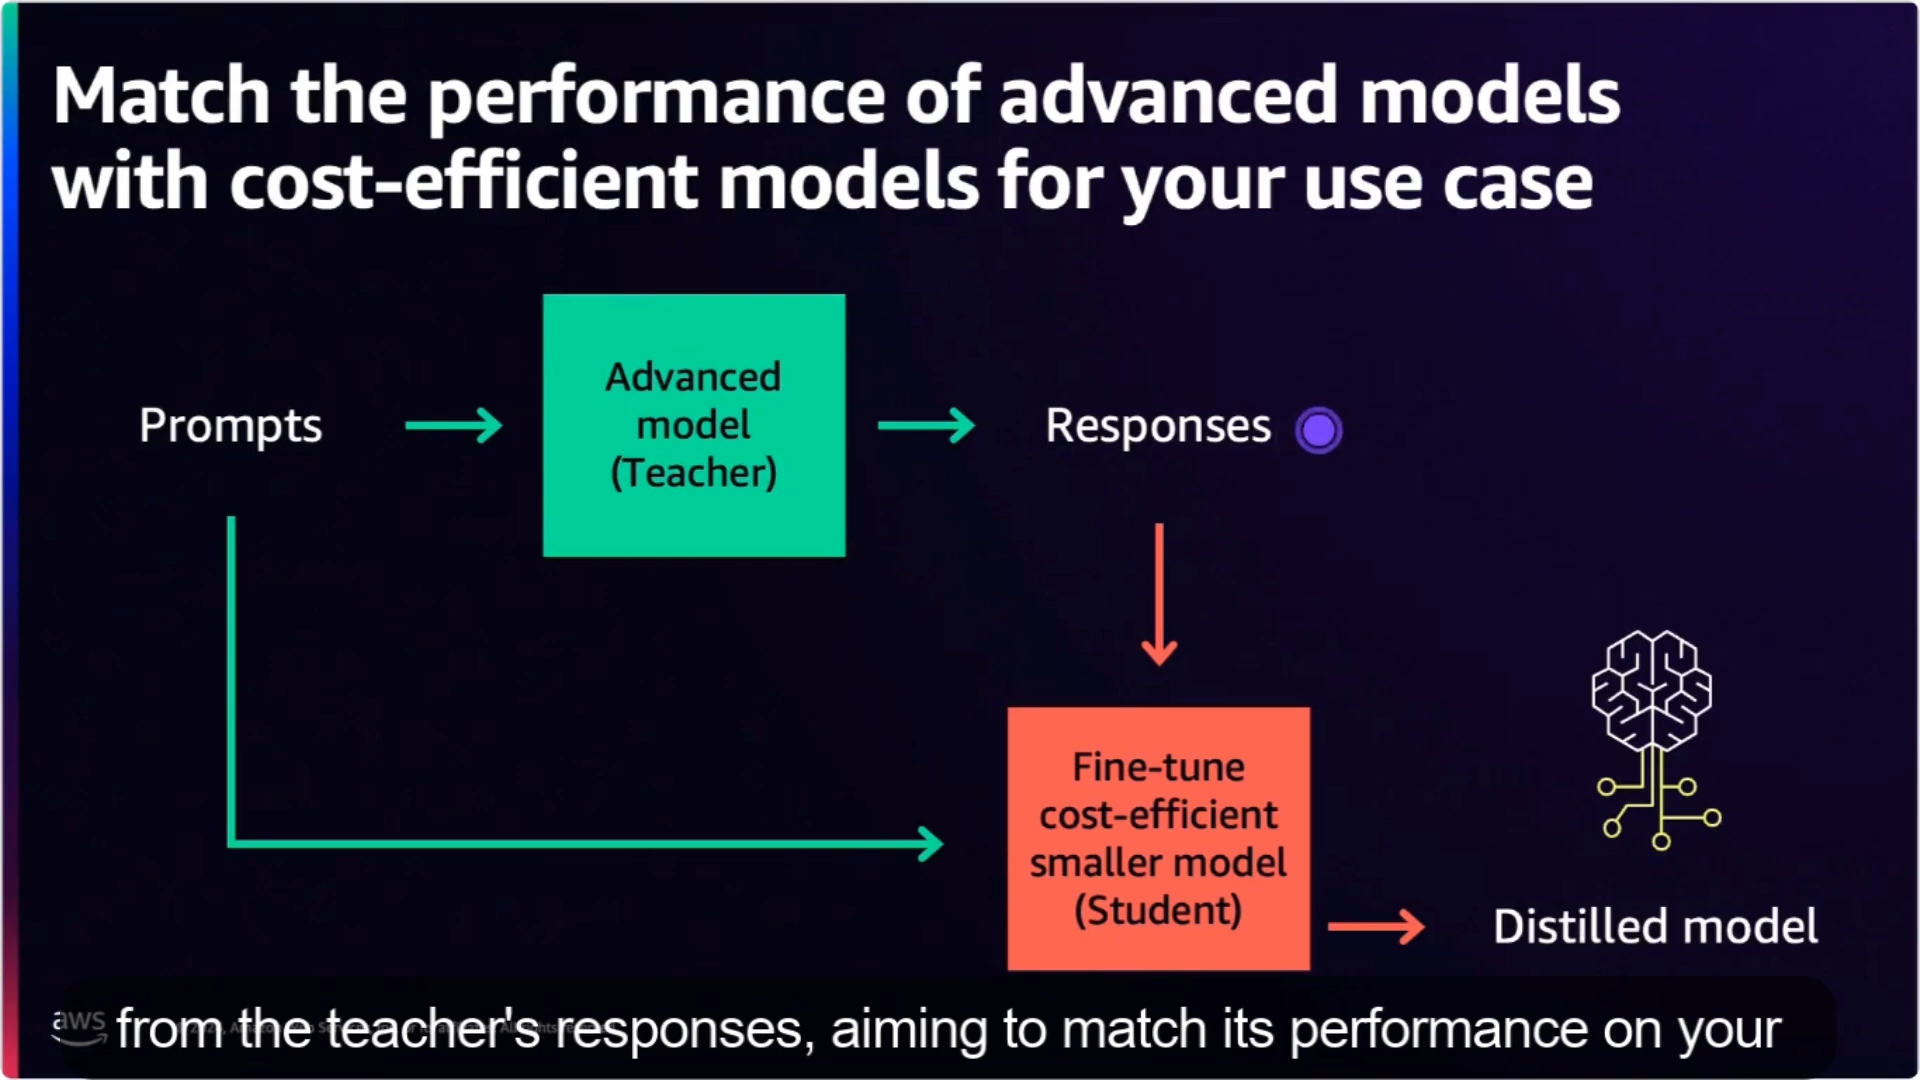 Match the performance of advanced models
with cost-efficient models for your use case
Prompts
Advanced
model
(Teacher)
Responses
Fine-tune
cost-efficient
smaller model
(Student)
Distilled model
aws
from the teacher's responses, aiming to match its performance on your